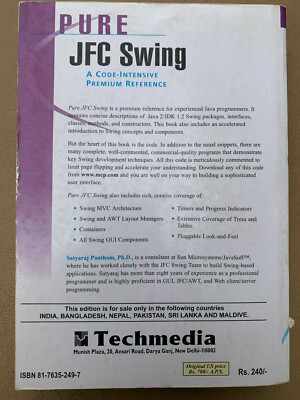 PURE
JFC Swing
A CODE-INTENSIVE
PREMIUM REFERENCE
Pure JFC Swing is a premium reference for experienced Java programmers. It
contains concise descriptions of Java 2/JDK 1.2 Swing packages, interfaces,
classes, methods, and constructors. This book also includes an accelerated
introduction to Swing concepts and components.
But the heart of this book is the code. In addition to the usual snippets, there are
many complete, well-commented, commercial-quality programs that demonstrate
key Swing development techniques. All this code is meticulously commented to
limit page flipping and accelerate your understanding. Download any of this code
from www.mcp.com and you are well on your way to building a sophisticated
user interface.
Pure JFC Swing also includes rich, concise coverage of:
• Swing MVC Architecture
• Swing and AWT Layout Managers
• Containers
• All Swing GUI Components
• Timers and Progress Indicators
• Extensive Coverage of Trees and
Tables
• Pluggable Look-and-Feel
Satyaraj Pantham, Ph.D., is a consultant at Sun Microsystems/JavaSoft™,
where he has worked closely with the JFC Swing Team to build Swing-based
applications. Satyaraj has more than eight years of experience as a professional
programmer and is highly proficient in GUI, JFC/AWT, and Web client/server
programming.
This edition is for sale only in the following countries
INDIA, BANGLADESH, NEPAL, PAKISTAN, SRI LANKA AND MALDIVE.
Techmedia
Munish Plaza, 20, Ansari Road, Darya Ganj, New Delhi-110002
ISBN 81-7635-249-7
Original US price
Rs. 780/- A.P.N.
Rs. 240/-